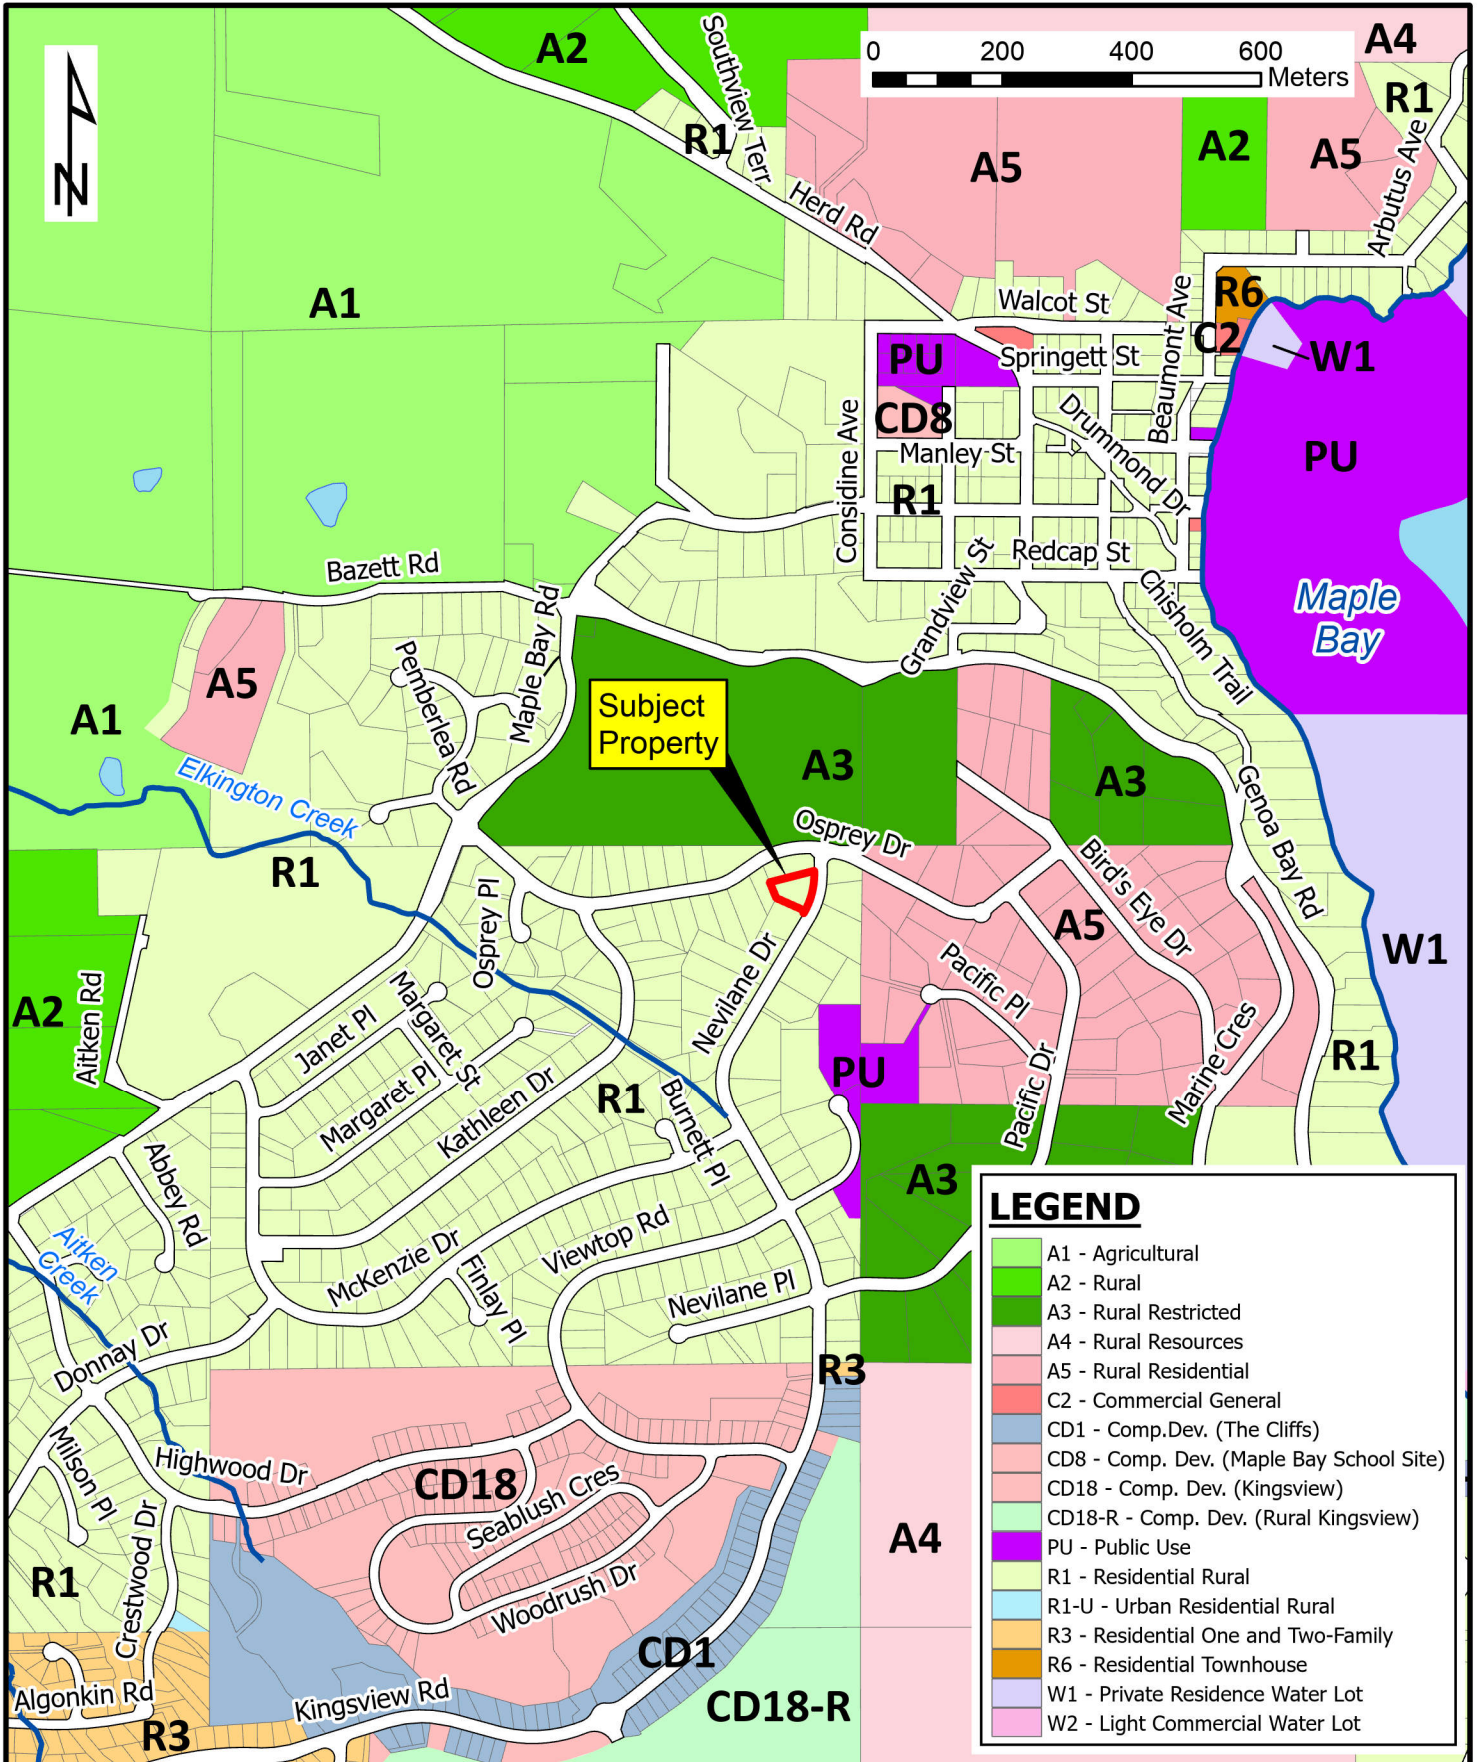 A2
Southview Terr
0 200 400 600
Meters
A4
R1
N
R1
A5
A2
A5
Arbutus Ave
Herd Rd
A1
Walcot St
Beaumont Ave
R6
C2
W1
PU
Springett St
CD8
Considine Ave
Drummond Dr
Manley St
PU
R1
Bazett Rd
Redcap St
Grandview St
Chisholm Trail
Maple
Bay
Maple Bay Rd
Pemberlea Rd
A5
A1
Subject
Property
A3
A3
Elkington Creek
Osprey Dr
Genoa Bay Rd
R1
Bird's Eye Dr
Osprey Pl
A5
W1
Nevilane Dr
Pacific Pl
A2
Aitken Rd
Janet Pl
Margaret St
Margaret Pl
Kathleen Dr
R1
Burnett Pl
PU
Pacific Dr
Marine Cres
R1
Abbey Rd
A3
Aitken
Creek
McKenzie Dr
Viewtop Rd
Finlay Pl
Nevilane Pl
Donnay Dr
R3
Milson Pl
Highwood Dr
CD18
Seablush Cres
A4
R1
Crestwood Dr
Woodrush Dr
CD1
Algonkin Rd
Kingsview Rd
CD18-R
R3
LEGEND
A1 - Agricultural
A2 - Rural
A3 - Rural Restricted
A4 - Rural Resources
A5 - Rural Residential
C2 - Commercial General
CD1 - Comp.Dev. (The Cliffs)
CD8 - Comp. Dev. (Maple Bay School Site)
CD18 - Comp. Dev. (Kingsview)
CD18-R - Comp. Dev. (Rural Kingsview)
PU - Public Use
R1 - Residential Rural
R1-U - Urban Residential Rural
R3 - Residential One and Two-Family
R6 - Residential Townhouse
W1 - Private Residence Water Lot
W2 - Light Commercial Water Lot